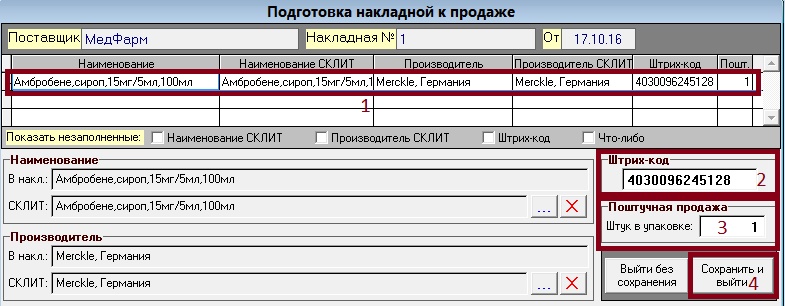 Подготовка накладной к продаже
Поставщик МедФарм Накладная № 1 От 17.10.16
Наименование Наименование СКЛИТ Производитель Производитель СКЛИТ Штрих-код Пошт.
Амбробене,сироп,15мг/5мл,100мл Амбробене,сироп,15мг/5мл,1 Merckle, Германия Merckle, Германия 4030096245128 1
1
Показать незаполненные: Наименование СКЛИТ Производитель СКЛИТ Штрих-код Что-либо
Наименование
В накл.: Амбробене,сироп,15мг/5мл,100мл
СКЛИТ: Амбробене,сироп,15мг/5мл,100мл ...
Производитель
В накл.: Merckle, Германия
СКЛИТ: Merckle, Германия ...
Штрих-код
4030096245128 2
Поштучная продажа
Штук в упаковке: 3 1
Выйти без сохранения
Сохранить и выйти 4